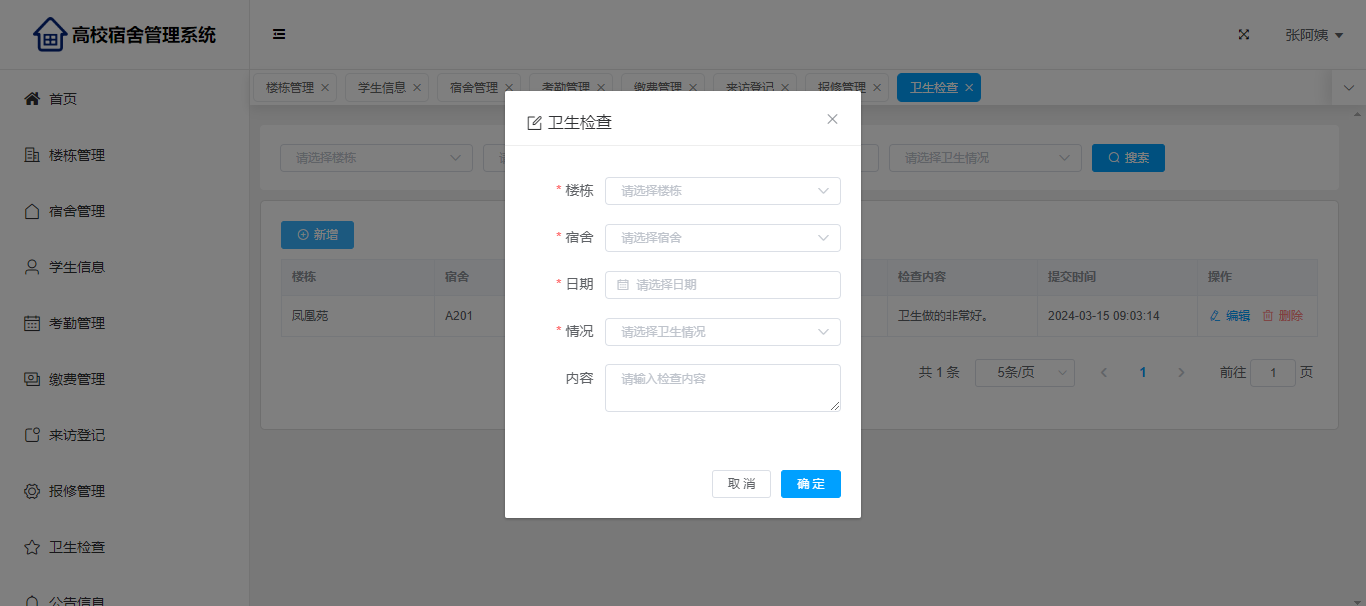 高校宿舍管理系统
张阿姨
首页
楼栋管理
宿舍管理
学生信息
考勤管理
缴费管理
来访登记
报修管理
卫生检查
公告信息
楼栋管理 学生信息 宿舍管理 考勤管理 缴费管理 来访登记 报修管理 卫生检查
请选择楼栋 请选择卫生情况 搜索
新增
楼栋 宿舍 检查内容 提交时间 操作
凤凰苑 A201 卫生做的非常好。 2024-03-15 09:03:14 编辑 删除
共 1 条 5条/页 1 前往 1 页
卫生检查
* 楼栋 请选择楼栋
* 宿舍 请选择宿舍
* 日期 请选择日期
* 情况 请选择卫生情况
内容 请输入检查内容
取消 确定